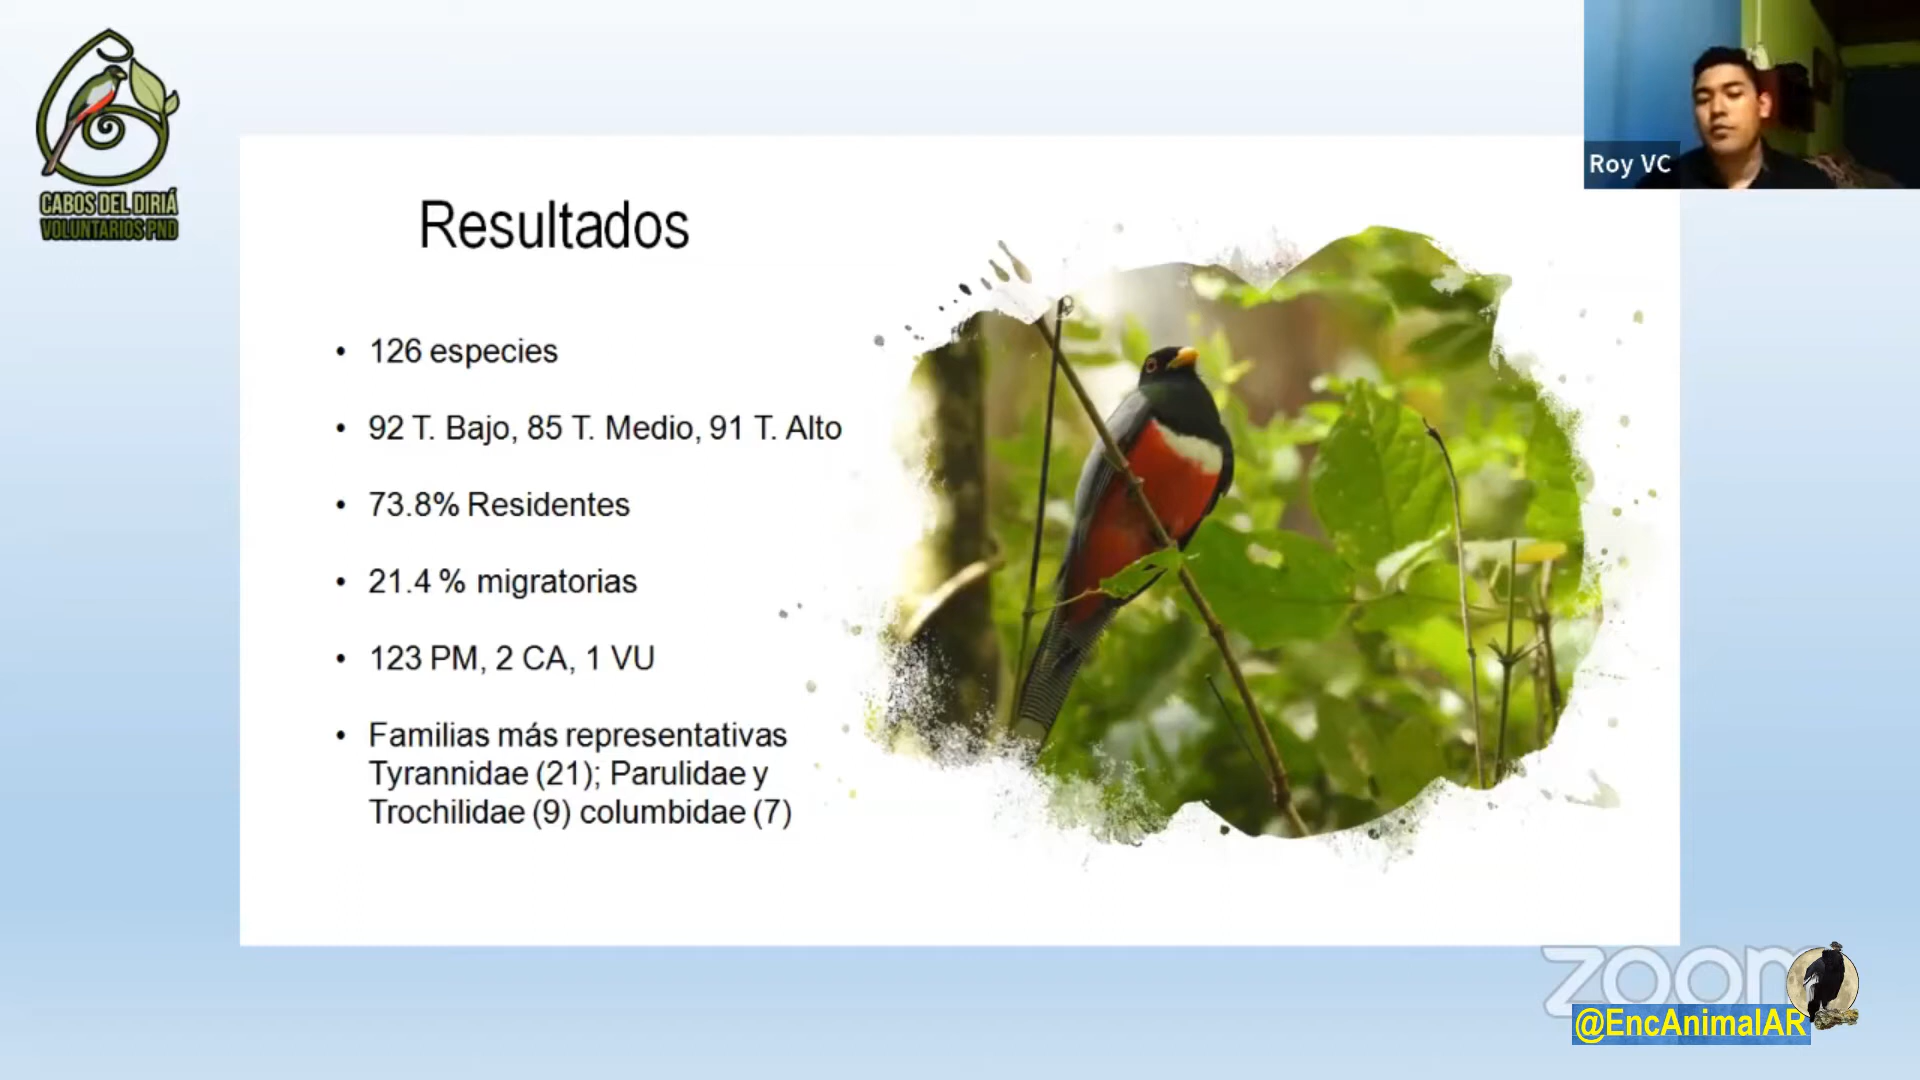 CABOS DEL DIRIÁ
VOLUNTARIOS PND
Roy VC
Resultados
• 126 especies
• 92 T. Bajo, 85 T. Medio, 91 T. Alto
• 73.8% Residentes
• 21.4 % migratorias
• 123 PM, 2 CA, 1 VU
• Familias más representativas
Tyrannidae (21); Parulidae y
Trochilidae (9) columbidae (7)
zoom
@EncAnimalAR